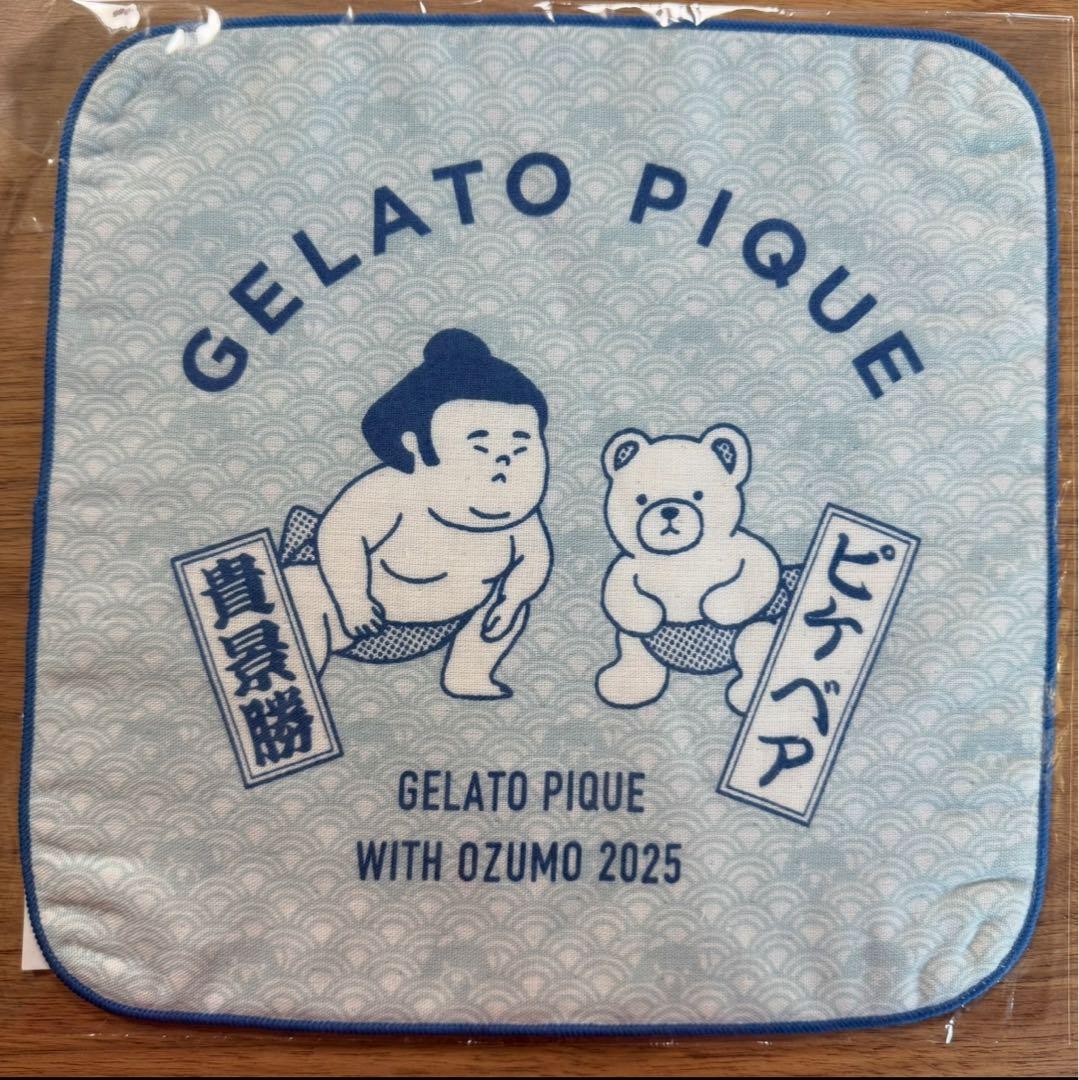 GELATO PIQUE
貴景勝
ピケベア
GELATO PIQUE
WITH OZUMO 2025